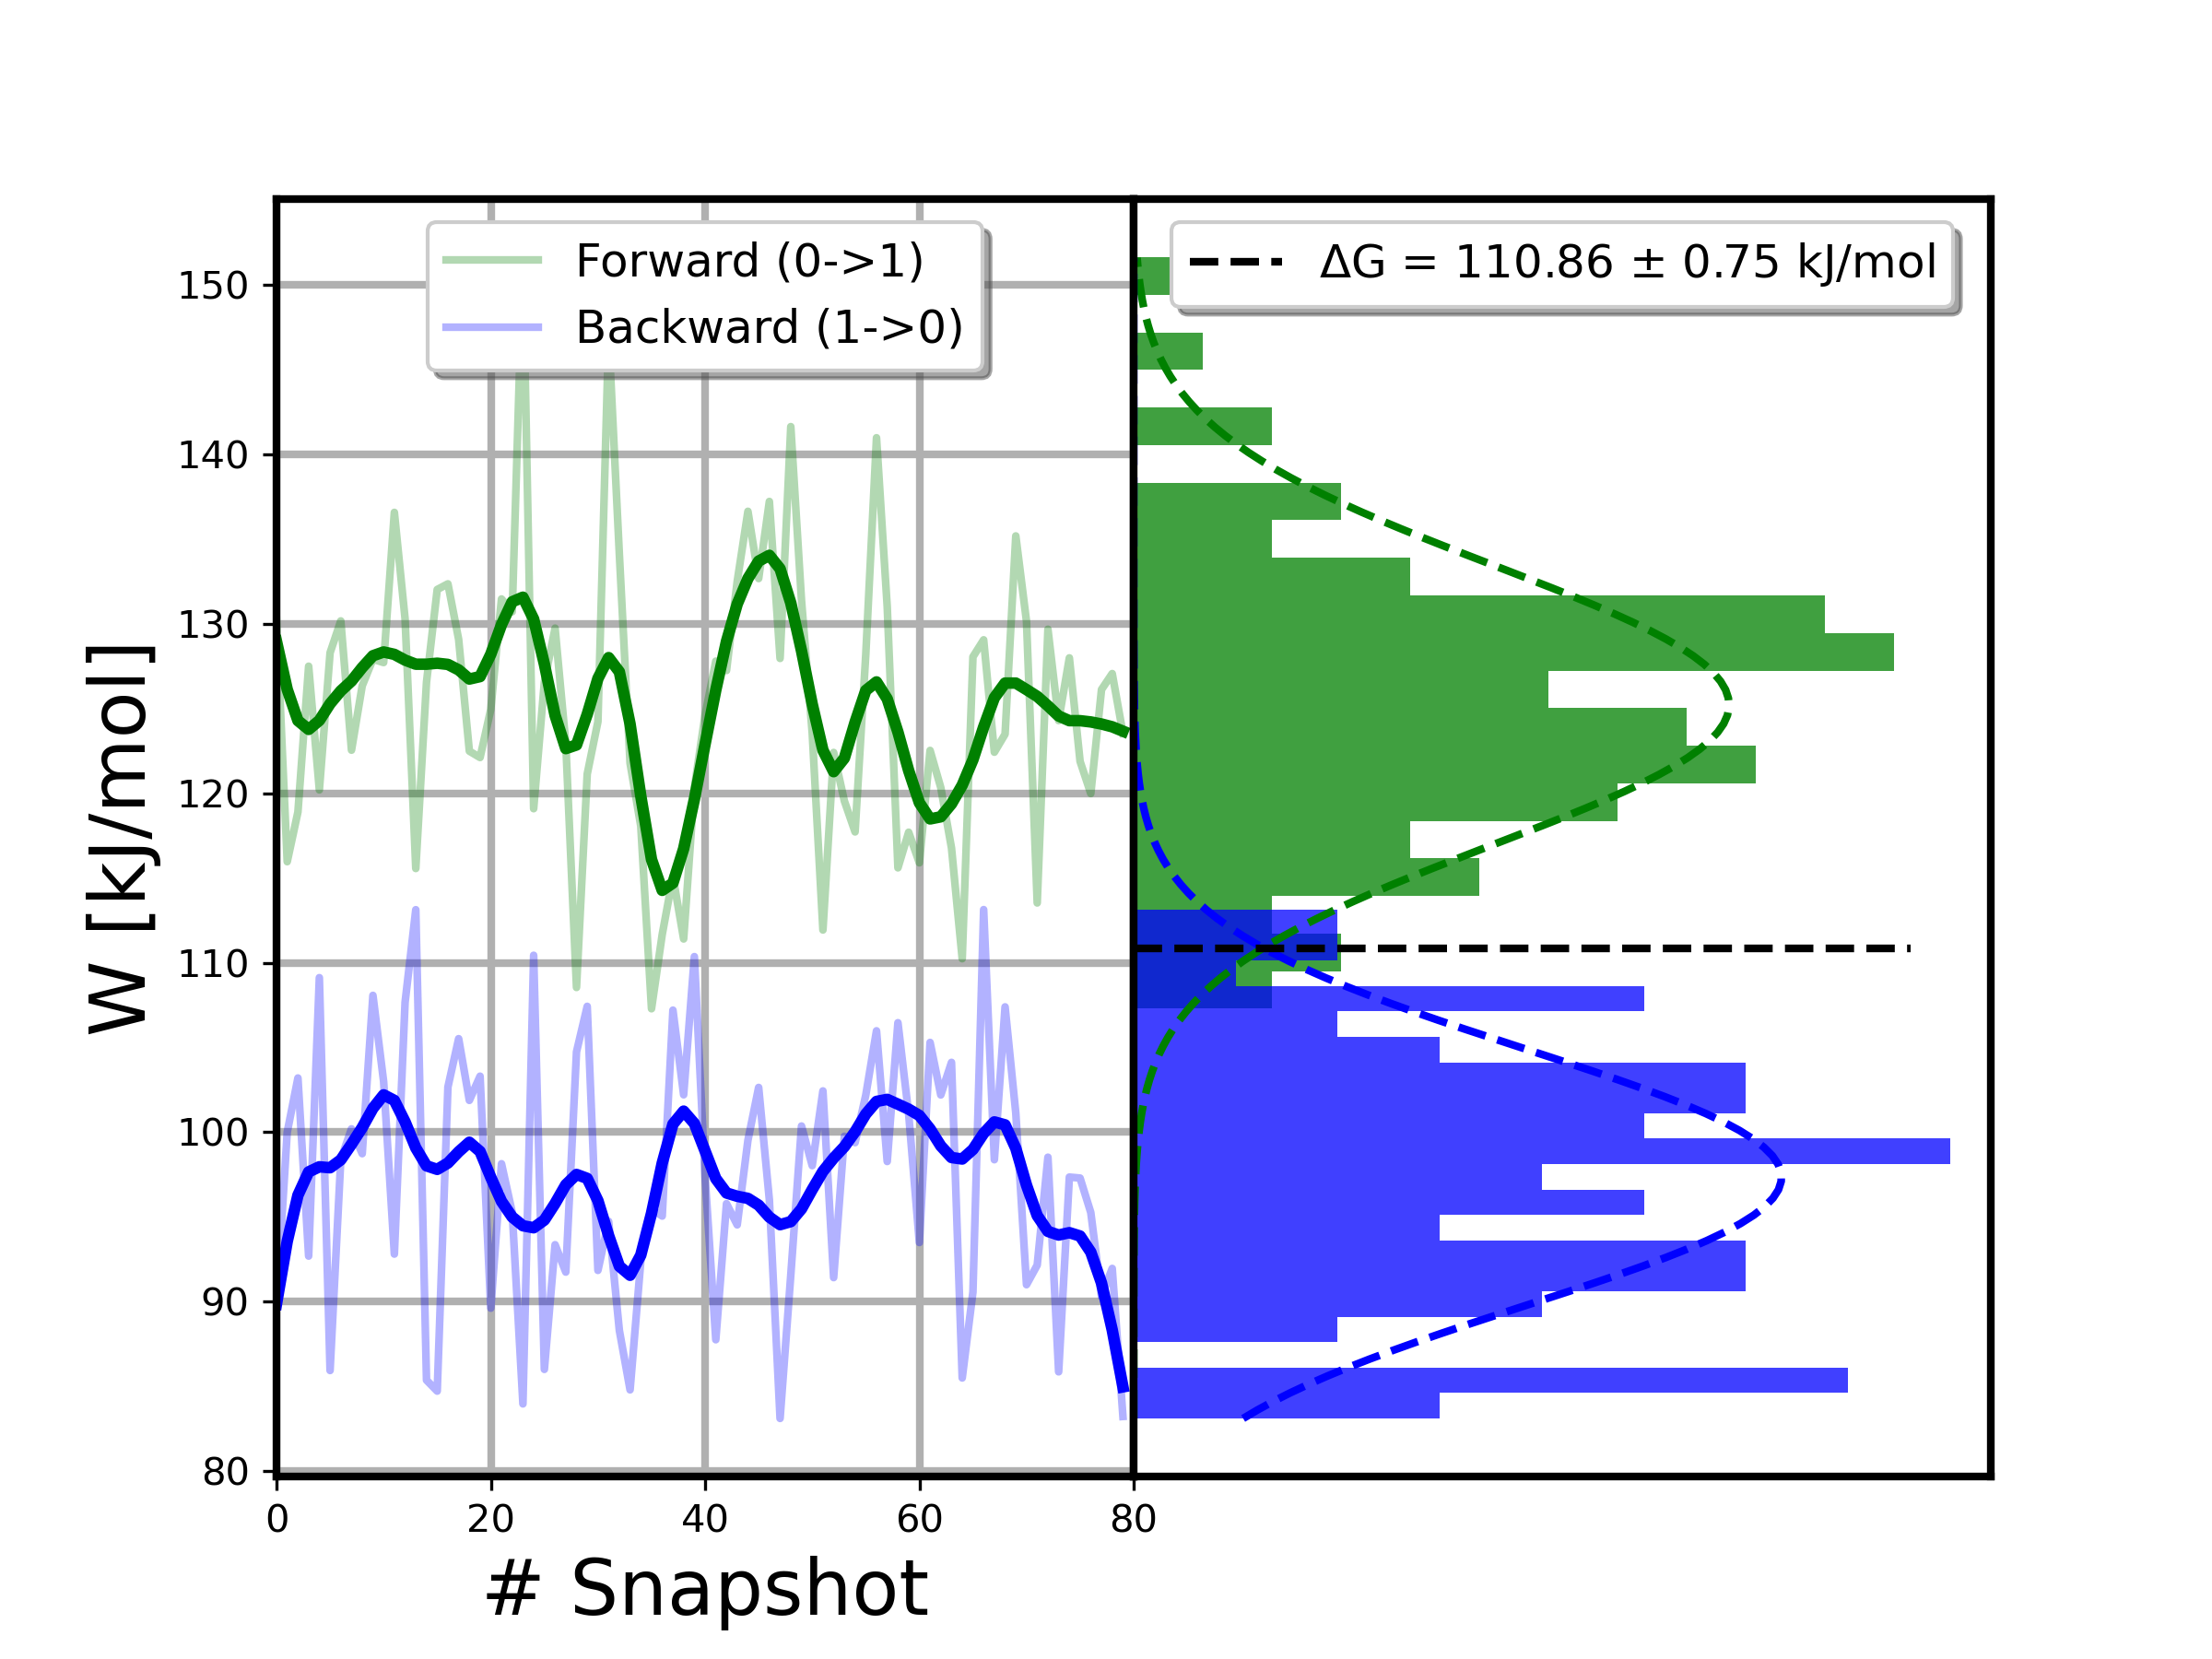 Forward (0->1)
Backward (1->0)
ΔG = 110.86 ± 0.75 kJ/mol
W [kJ/mol]
150
140
130
120
110
100
90
80
0 20 40 60 80
# Snapshot